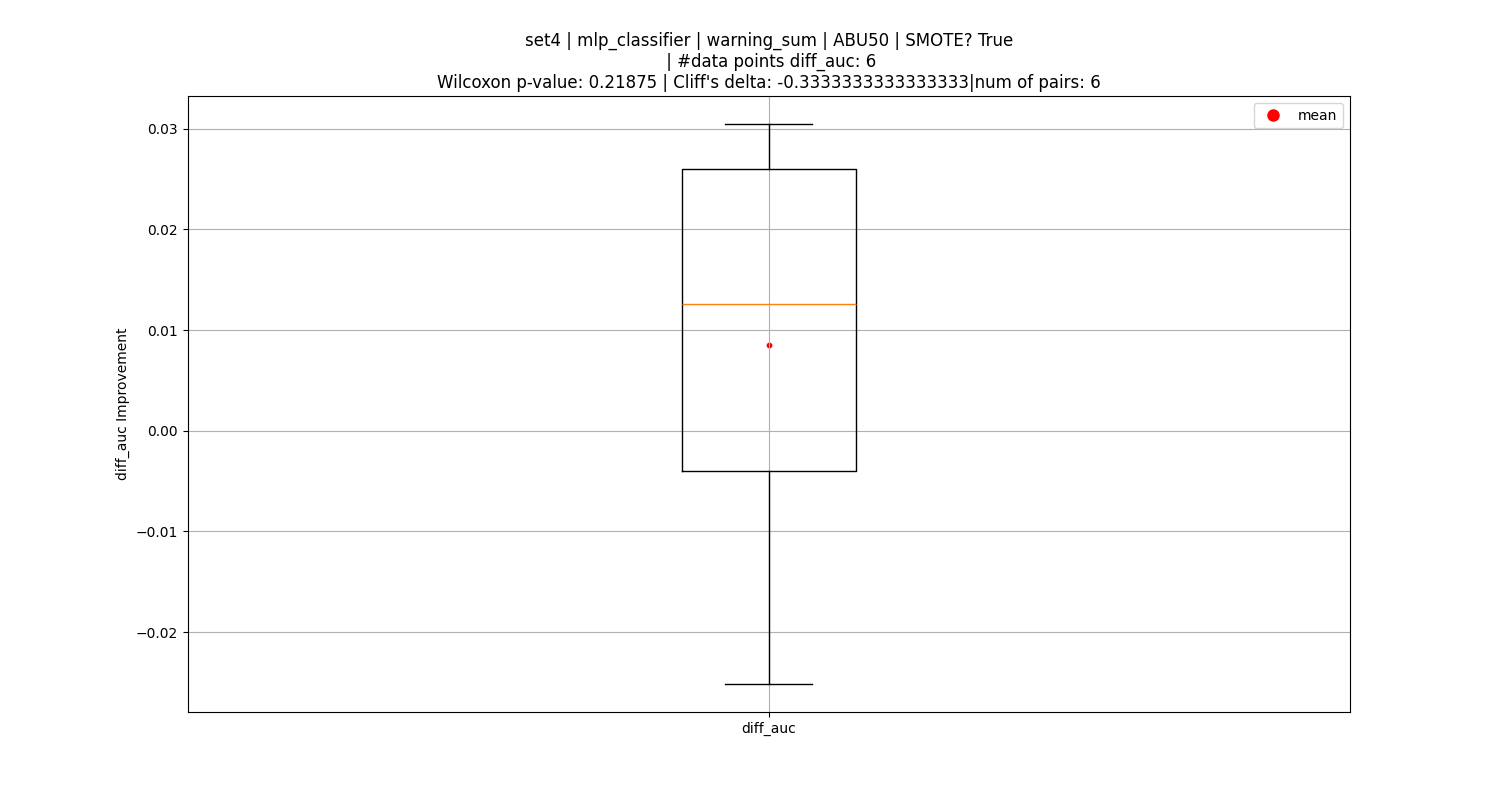 set4 | mlp_classifier | warning_sum | ABU50 | SMOTE? True
| #data points diff_auc: 6
Wilcoxon p-value: 0.21875 | Cliff's delta: -0.3333333333333333|num of pairs: 6
mean
0.03
0.02
0.01
0.00
−0.01
−0.02
diff_auc Improvement
diff_auc